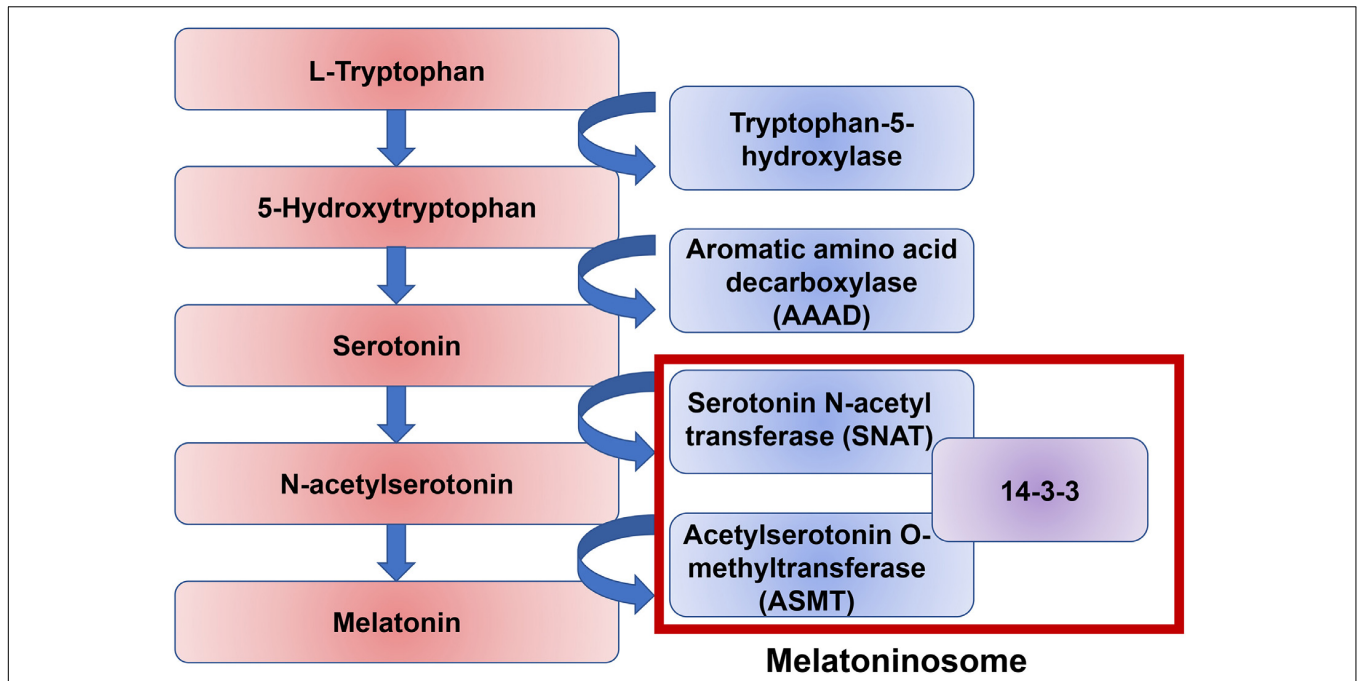 L-Tryptophan
Tryptophan-5-
hydroxylase
5-Hydroxytryptophan
Aromatic amino acid
decarboxylase
(AAAD)
Serotonin
Serotonin N-acetyl
transferase (SNAT)
N-acetylserotonin
14-3-3
Acetylserotonin O-
methyltransferase
(ASMT)
Melatonin
Melatoninosome